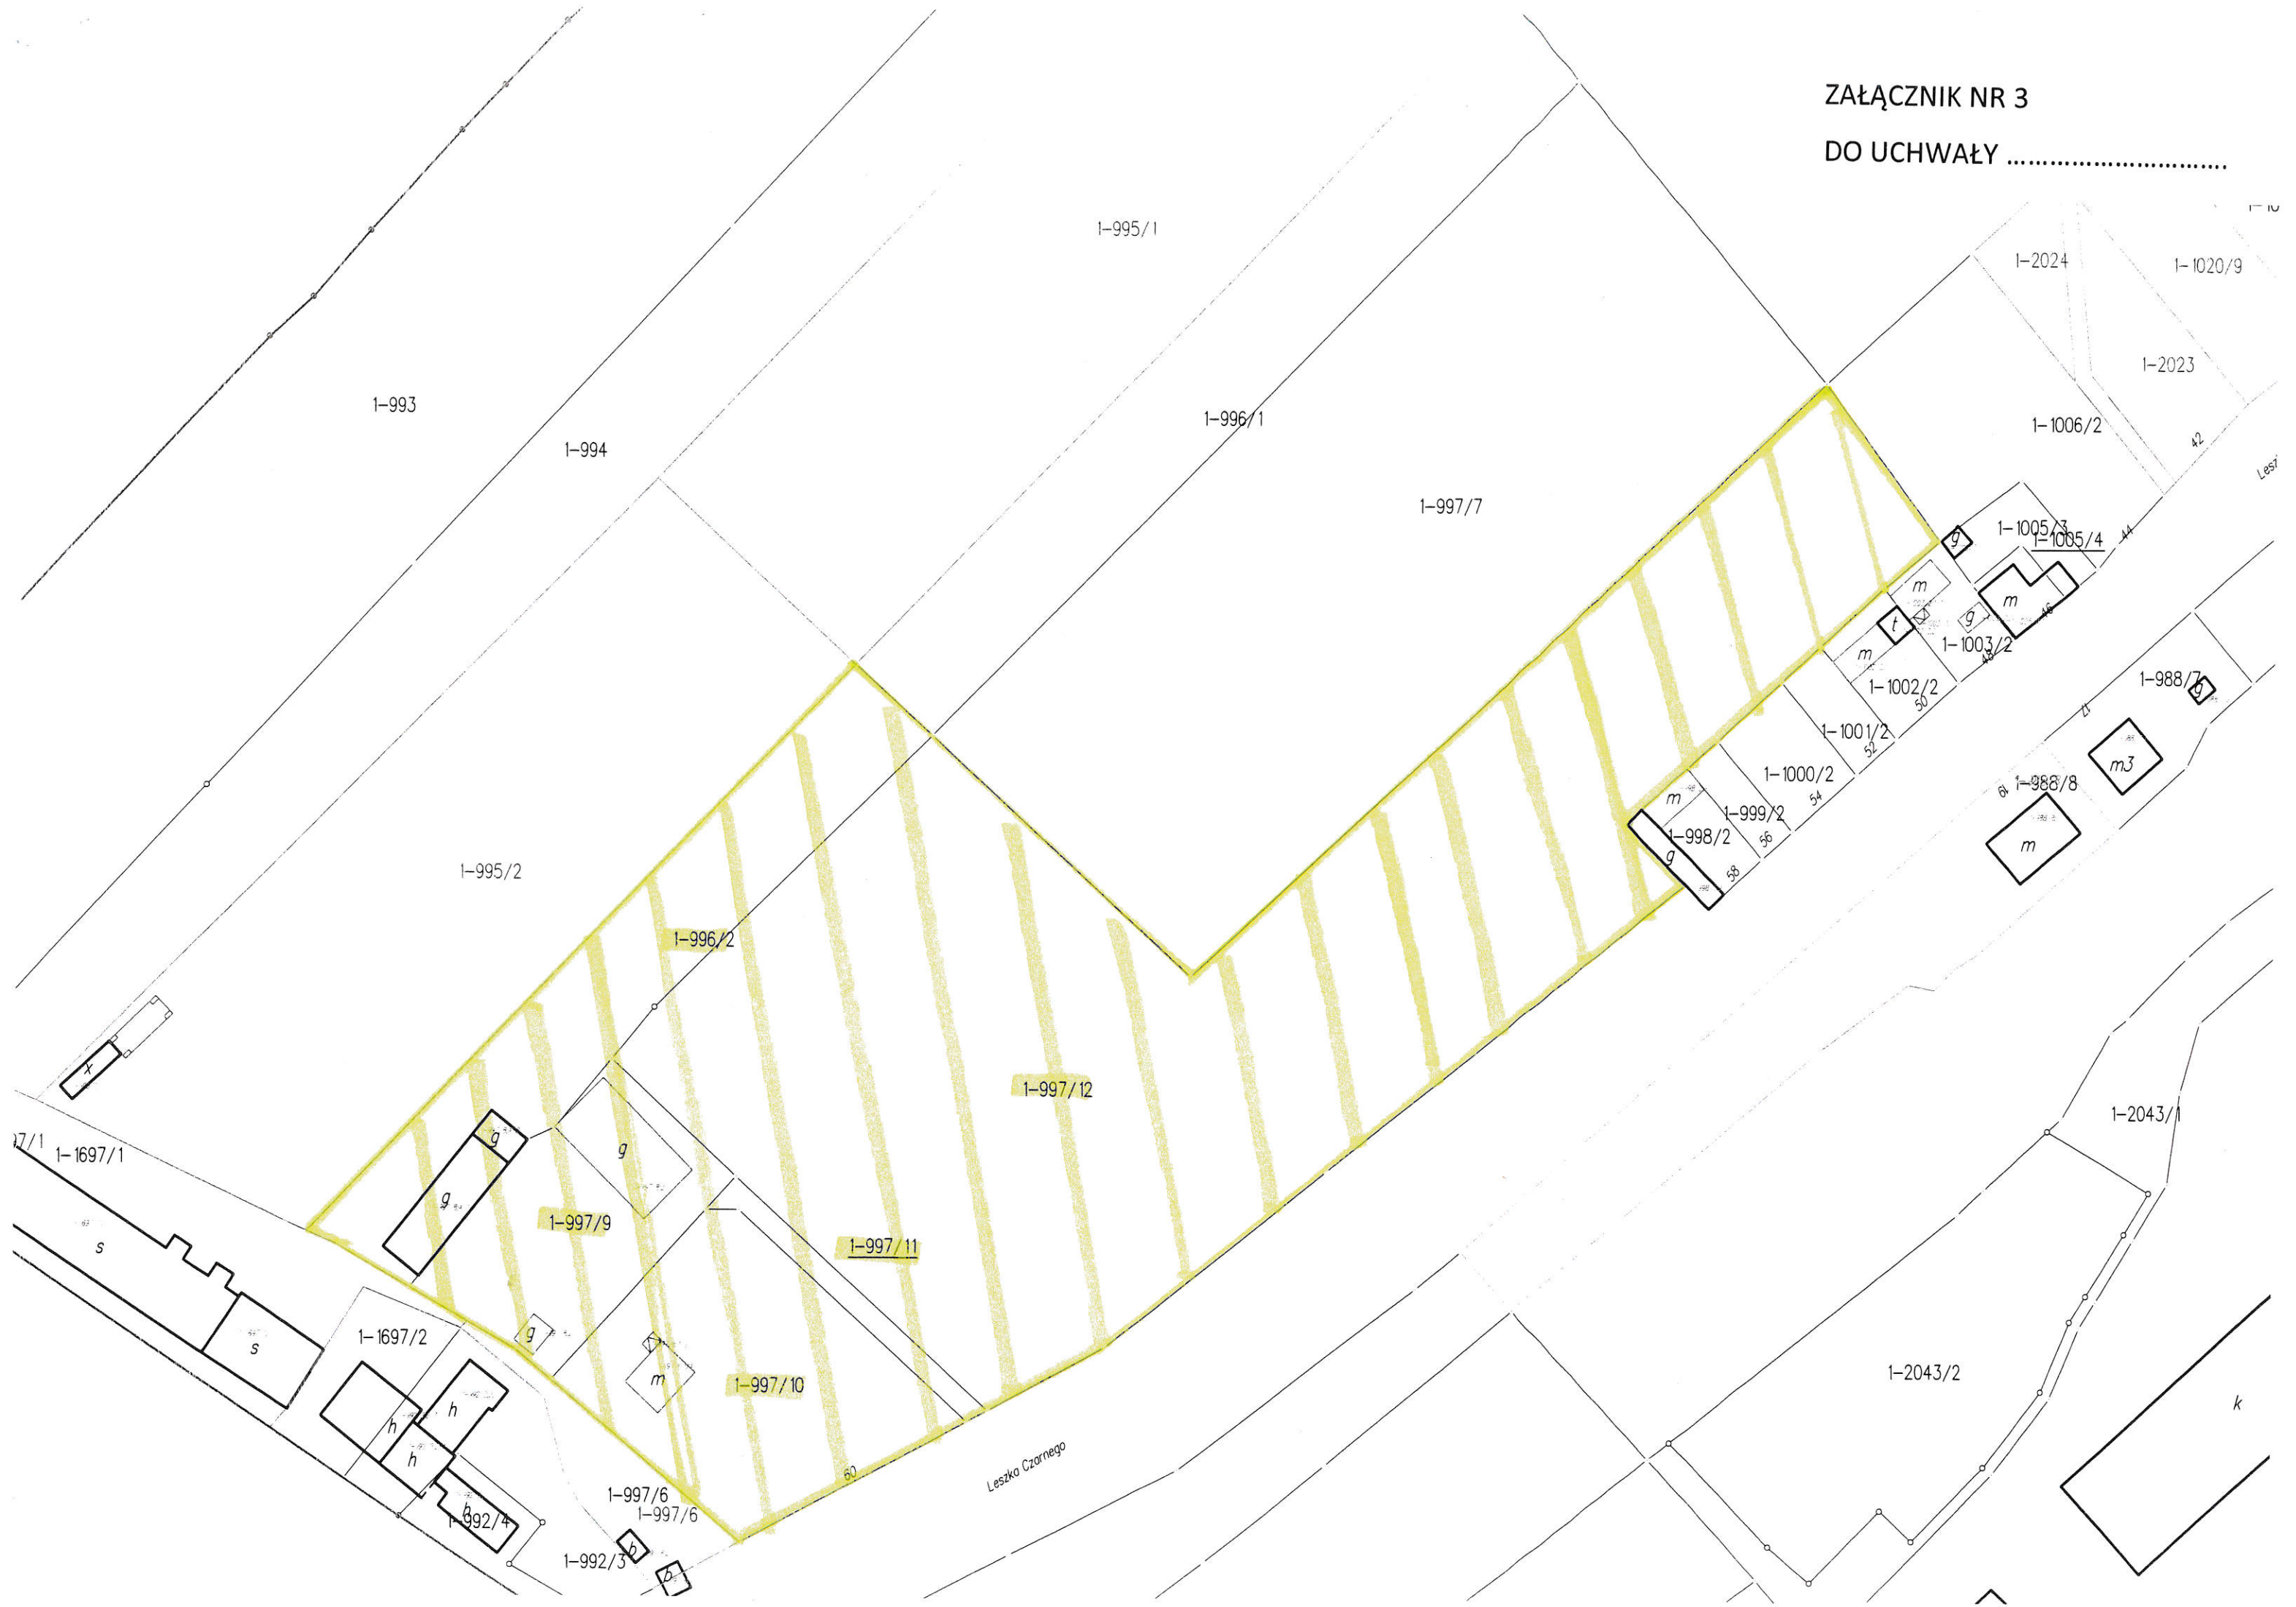 ZAŁĄCZNIK NR 3
DO UCHWAŁY ................................
1-995/1
1-2024
1-1020/9
1-2023
1-993
1-994
1-996/1
1-1006/2
42
1-997/7
1-1005/3
1-1005/4
44
g
m
m
46
g
t
1-1003/2
48
m
1-1002/2
50
1-988/7
g
17
1-1001/2
52
m3
1-1000/2
54
19
1-988/8
m
1-999/2
56
1-998/2
m
g
58
1-995/2
1-996/2
x
1-997/12
1-2043/1
1-1697/1
g
g
g
1-997/9
1-997/11
s
s
g
1-1697/2
m
1-997/10
1-2043/2
k
h
h
h
h
60
Leszka Czarnego
1-997/6
1-997/6
1-992/4
1-992/3
b
b